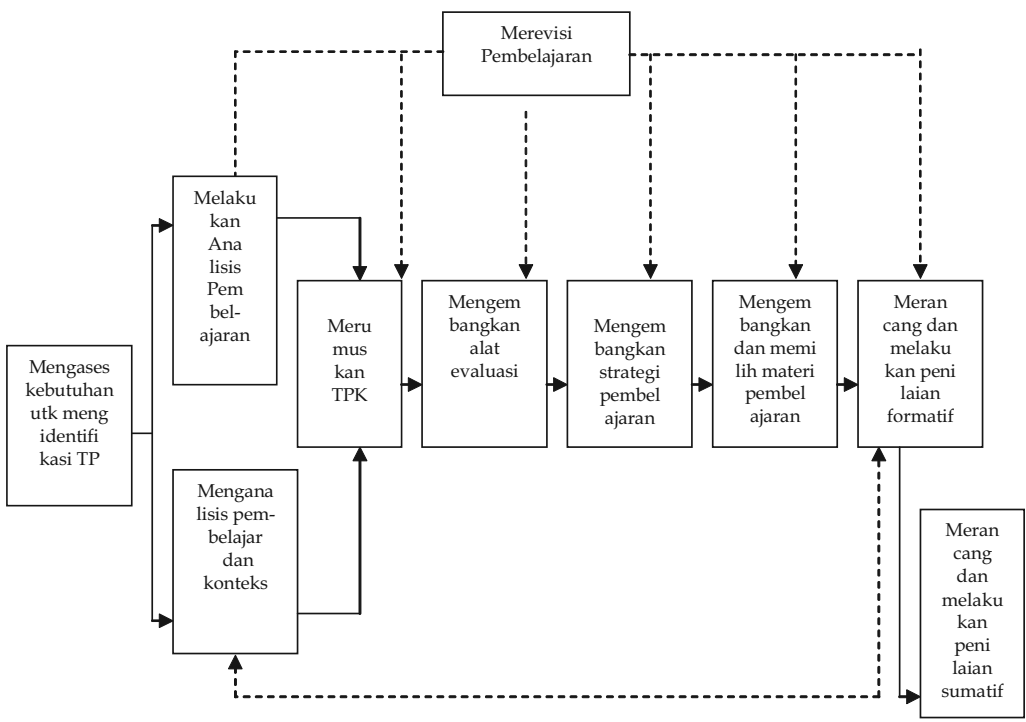 Merevisi
Pembelajaran
Melaku
kan
Ana
lisis
Pem
bel-
ajaran
Mengases
kebutuhan
utk meng
identifi
kasi TP
Mengana
lisis pem-
belajar
dan
konteks
Meru
mus
kan
TPK
Mengem
bangkan
alat
evaluasi
Mengem
bangkan
strategi
pembel
ajaran
Mengem
bangkan
dan memi
lih materi
pembel
ajaran
Meran
cang dan
melaku
kan peni
laian
formatif
Meran
cang
dan
melaku
kan
peni
laian
sumatif